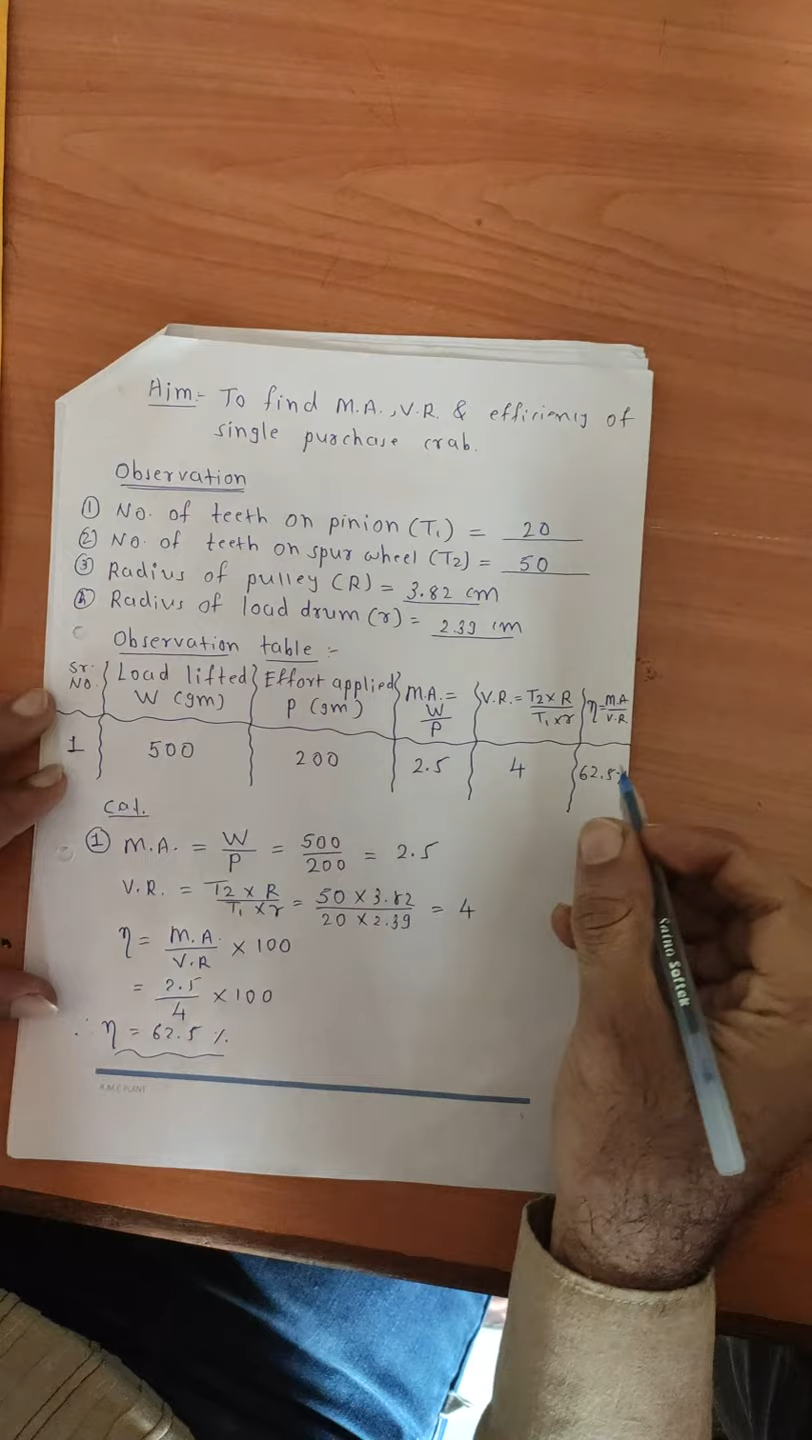 Aim:- To find M.A., V.R. & efficiency of
single purchase crab.
Observation
① No. of teeth on pinion (T1) = 20
② No. of teeth on spur wheel (T2) = 50
③ Radius of pulley (R) = 3.82 cm
④ Radius of load drum (r) = 2.39 cm
Observation table :-
Sr. No. Load lifted W (gm) Effort applied P (gm) M.A. = W/P V.R. = T2 x R / T1 x r η = M.A / V.R
1 500 200 2.5 4 62.5%
Cal.
① M.A. = W/P = 500/200 = 2.5
V.R. = T2 x R / T1 x r = 50 x 3.82 / 20 x 2.39 = 4
η = M.A. / V.R x 100
= 2.5/4 x 100
∴ η = 62.5 %
R.M.C PLANT
Satno Softek